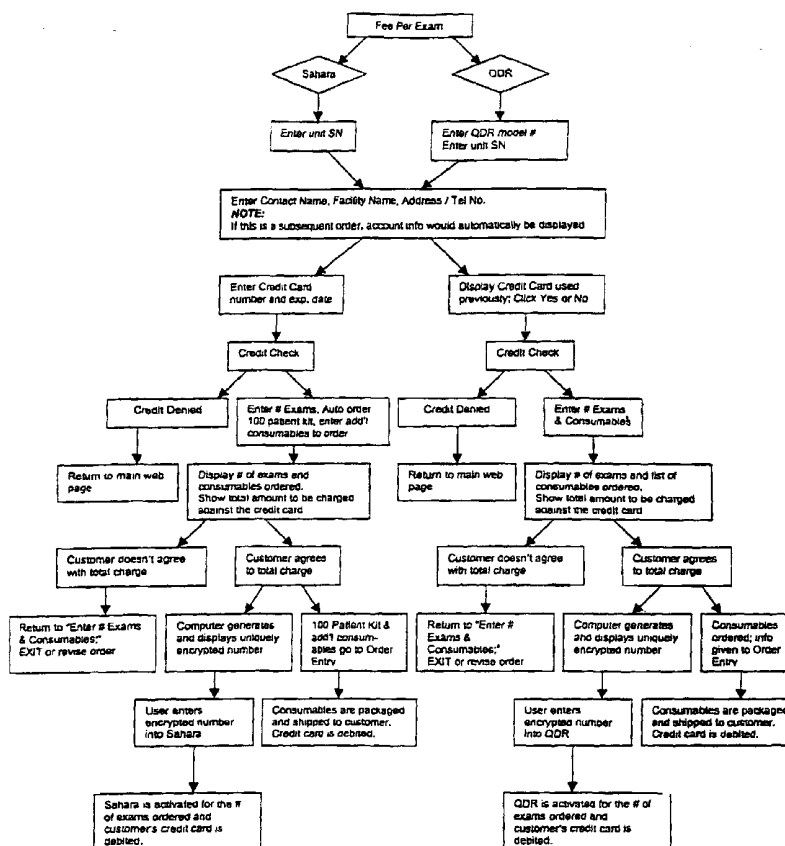 Fee Per Exam
Sahara
QDR
Enter unit SN
Enter QDR model #
Enter unit SN
Enter Contact Name, Facility Name, Address / Tel No.
NOTE:
If this is a subsequent order, account info would automatically be displayed
Enter Credit Card
number and exp. date
Display Credit Card used
previously; Click Yes or No
Credit Check
Credit Check
Credit Denied
Enter # Exams, Auto order
100 patient kit, enter add'l
consumables to order
Credit Denied
Enter # Exams
& Consumables
Return to main web
page
Display # of exams and
consumables ordered.
Show total amount to be charged
against the credit card
Return to main web
page
Display # of exams and list of
consumables ordered.
Show total amount to be charged
against the credit card
Customer doesn't agree
with total charge
Customer agrees
to total charge
Customer doesn't agree
with total charge
Customer agrees
to total charge
Return to "Enter # Exams
& Consumables;"
EXIT or revise order
Computer generates
and displays uniquely
encrypted number
100 Patient Kit &
add'l consum-
ables go to Order
Entry
Return to "Enter #
Exams &
Consumables;"
EXIT or revise order
Computer generates
and displays uniquely
encrypted number
Consumables
ordered; info
given to Order
Entry
User enters
encrypted number
into Sahara
Consumables are packaged
and shipped to customer.
Credit card is debited.
User enters
encrypted number
into QDR
Consumables are packaged
and shipped to customer.
Credit card is debited.
Sahara is activated for the #
of exams ordered and
customer's credit card is
debited.
QDR is activated for the # of
exams ordered and
customer's credit card is
debited.